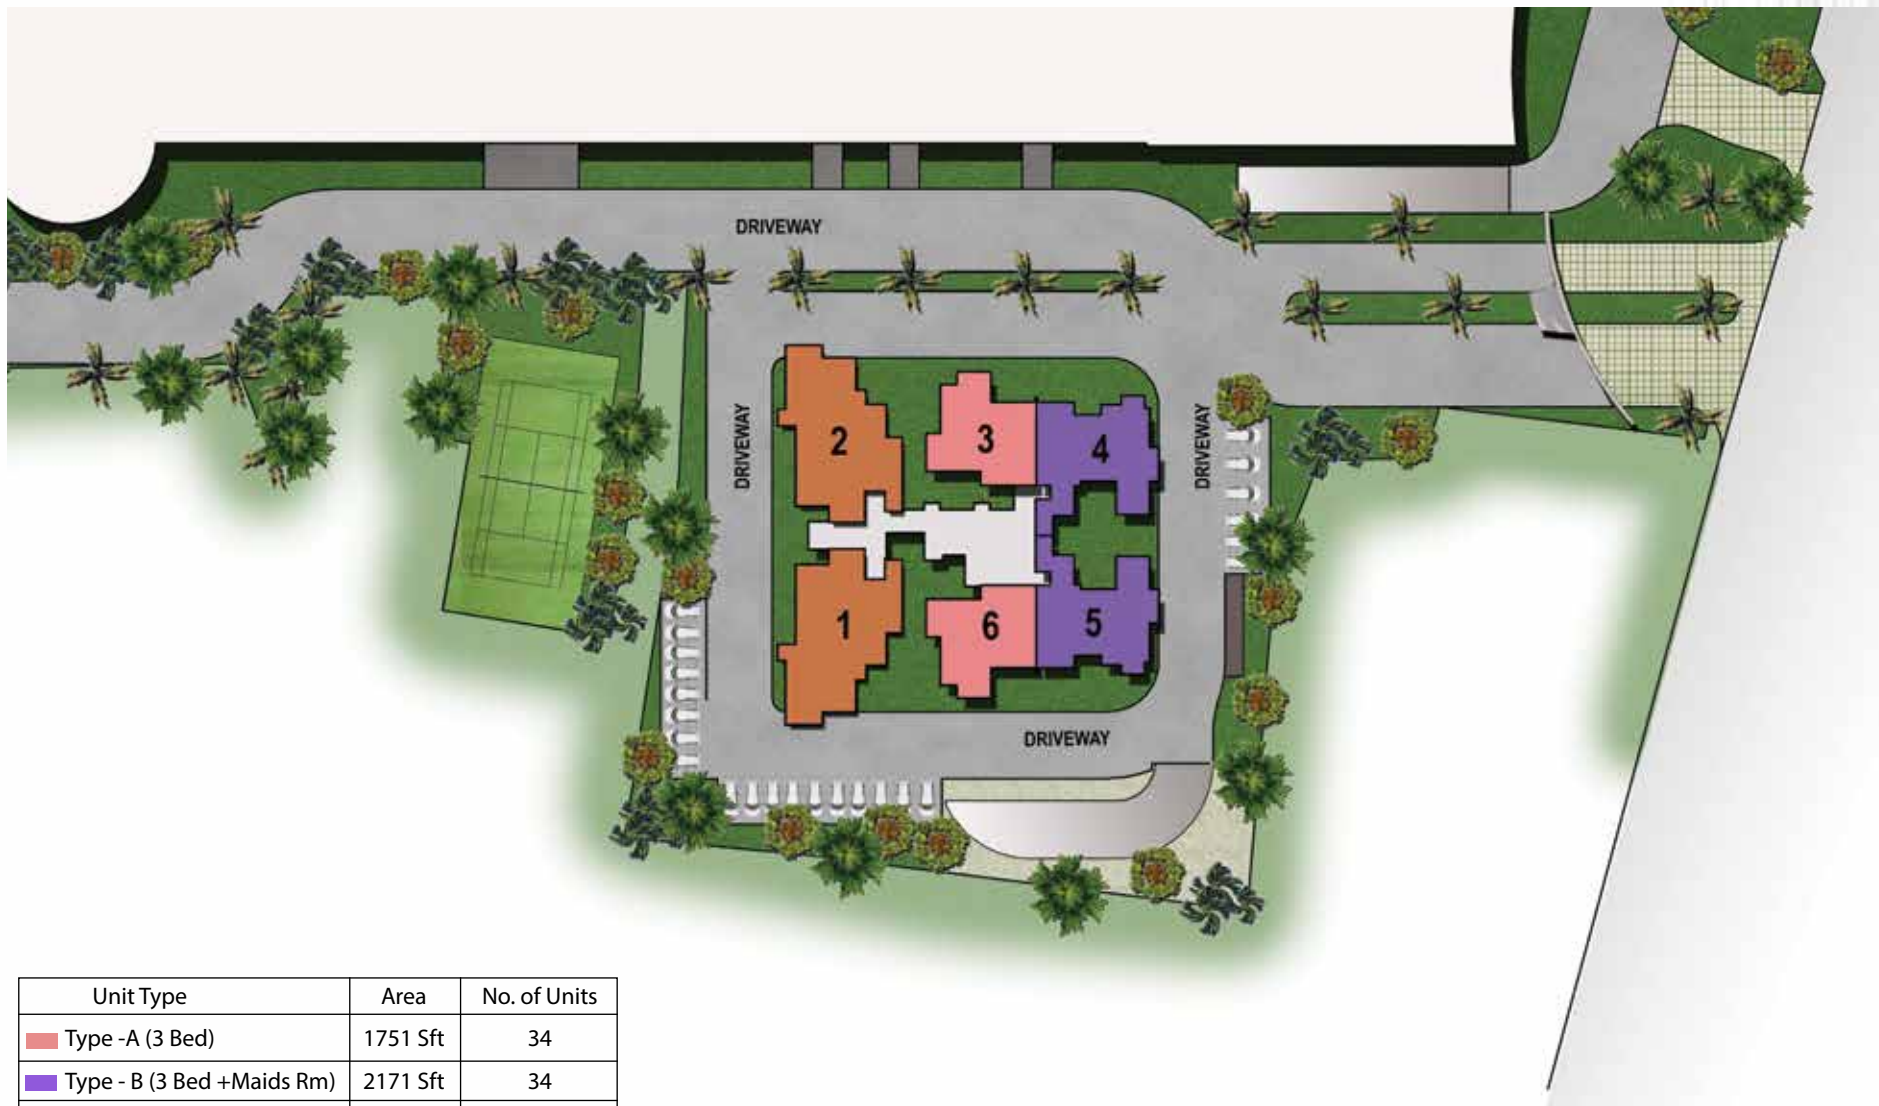 DRIVEWAY
DRIVEWAY
DRIVEWAY
2
3
4
1
6
5
DRIVEWAY
Unit Type Area No. of Units
Type -A (3 Bed) 1751 Sft 34
Type - B (3 Bed +Maids Rm) 2171 Sft 34